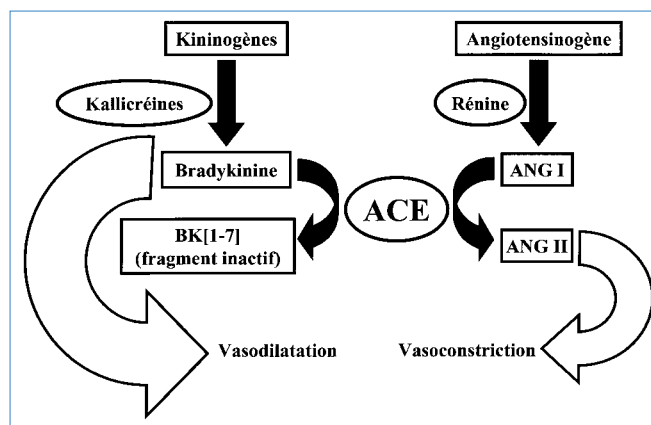 Kininogènes
Angiotensinogène
Kallicréines
Rénine
Bradykinine
ACE
ANG I
BK[1-7]
(fragment inactif)
ANG II
Vasodilatation
Vasoconstriction